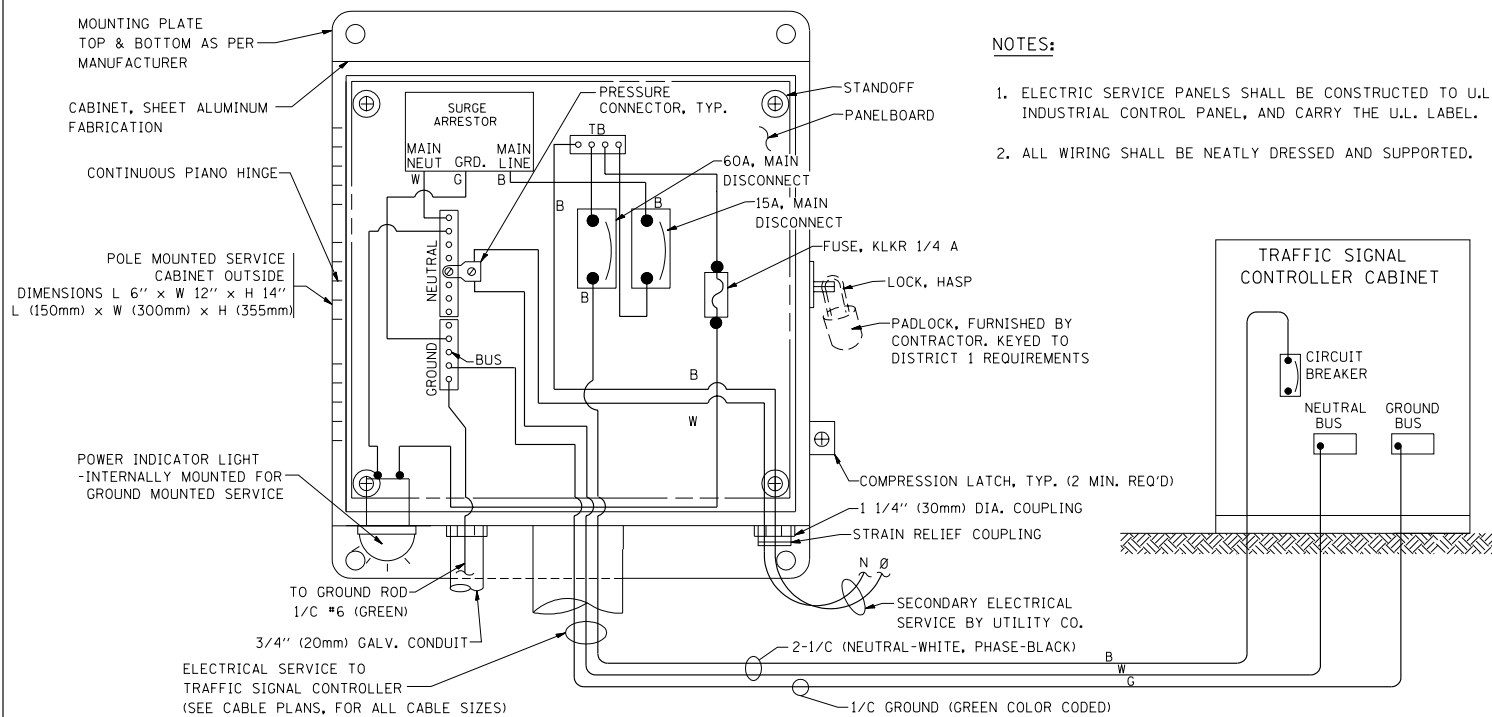 MOUNTING PLATE
TOP & BOTTOM AS PER
MANUFACTURER
CABINET, SHEET ALUMINUM
FABRICATION
CONTINUOUS PIANO HINGE
POLE MOUNTED SERVICE
CABINET OUTSIDE
DIMENSIONS L 6'' x W 12'' x H 14''
L (150mm) x W (300mm) x H (355mm)
POWER INDICATOR LIGHT
-INTERNALLY MOUNTED FOR
GROUND MOUNTED SERVICE
SURGE
ARRESTOR
MAIN
NEUT
GRD.
MAIN
LINE
W
G
B
PRESSURE
CONNECTOR, TYP.
TB
NEUTRAL
GROUND
BUS
B
B
B
B
W
STANDOFF
PANELBOARD
60A, MAIN
DISCONNECT
15A, MAIN
DISCONNECT
FUSE, KLKR 1/4 A
LOCK, HASP
PADLOCK, FURNISHED BY
CONTRACTOR. KEYED TO
DISTRICT 1 REQUIREMENTS
COMPRESSION LATCH, TYP. (2 MIN. REQ'D)
1 1/4'' (30mm) DIA. COUPLING
STRAIN RELIEF COUPLING
N Ø
SECONDARY ELECTRICAL
SERVICE BY UTILITY CO.
TO GROUND ROD
1/C #6 (GREEN)
3/4'' (20mm) GALV. CONDUIT
ELECTRICAL SERVICE TO
TRAFFIC SIGNAL CONTROLLER
(SEE CABLE PLANS, FOR ALL CABLE SIZES)
2-1/C (NEUTRAL-WHITE, PHASE-BLACK)
B
W
G
1/C GROUND (GREEN COLOR CODED)
NOTES:
1. ELECTRIC SERVICE PANELS SHALL BE CONSTRUCTED TO U.L
INDUSTRIAL CONTROL PANEL, AND CARRY THE U.L. LABEL.
2. ALL WIRING SHALL BE NEATLY DRESSED AND SUPPORTED.
TRAFFIC SIGNAL
CONTROLLER CABINET
CIRCUIT
BREAKER
NEUTRAL
BUS
GROUND
BUS